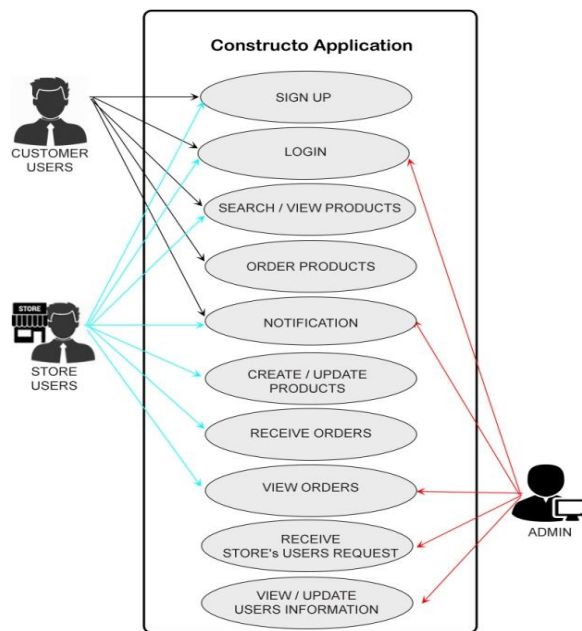 Constructo Application
SIGN UP
CUSTOMER
USERS
LOGIN
SEARCH / VIEW PRODUCTS
ORDER PRODUCTS
STORE
NOTIFICATION
STORE
USERS
CREATE / UPDATE
PRODUCTS
RECEIVE ORDERS
VIEW ORDERS
ADMIN
RECEIVE
STORE's USERS REQUEST
VIEW / UPDATE
USERS INFORMATION